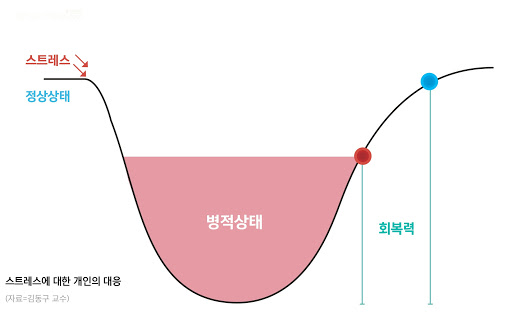 스트레스
정상상태
병적상태
회복력
스트레스에 대한 개인의 대응
(자료=김동구 교수)